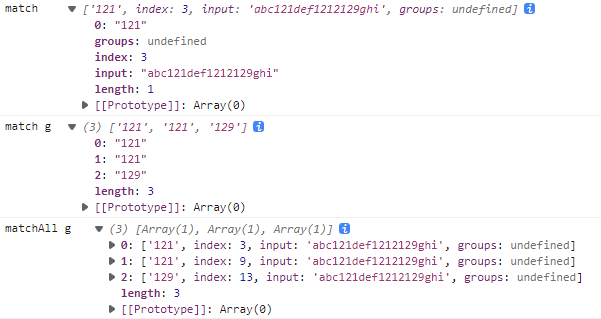 match ▼ ['121', index: 3, input: 'abc121def1212129ghi', groups: undefined] i
0: "121"
groups: undefined
index: 3
input: "abc121def1212129ghi"
length: 1
▶ [[Prototype]]: Array(0)
match g ▼ (3) ['121', '121', '129'] i
0: "121"
1: "121"
2: "129"
length: 3
▶ [[Prototype]]: Array(0)
matchAll g ▼ (3) [Array(1), Array(1), Array(1)] i
▶ 0: ['121', index: 3, input: 'abc121def1212129ghi', groups: undefined]
▶ 1: ['121', index: 9, input: 'abc121def1212129ghi', groups: undefined]
▶ 2: ['129', index: 13, input: 'abc121def1212129ghi', groups: undefined]
length: 3
▶ [[Prototype]]: Array(0)